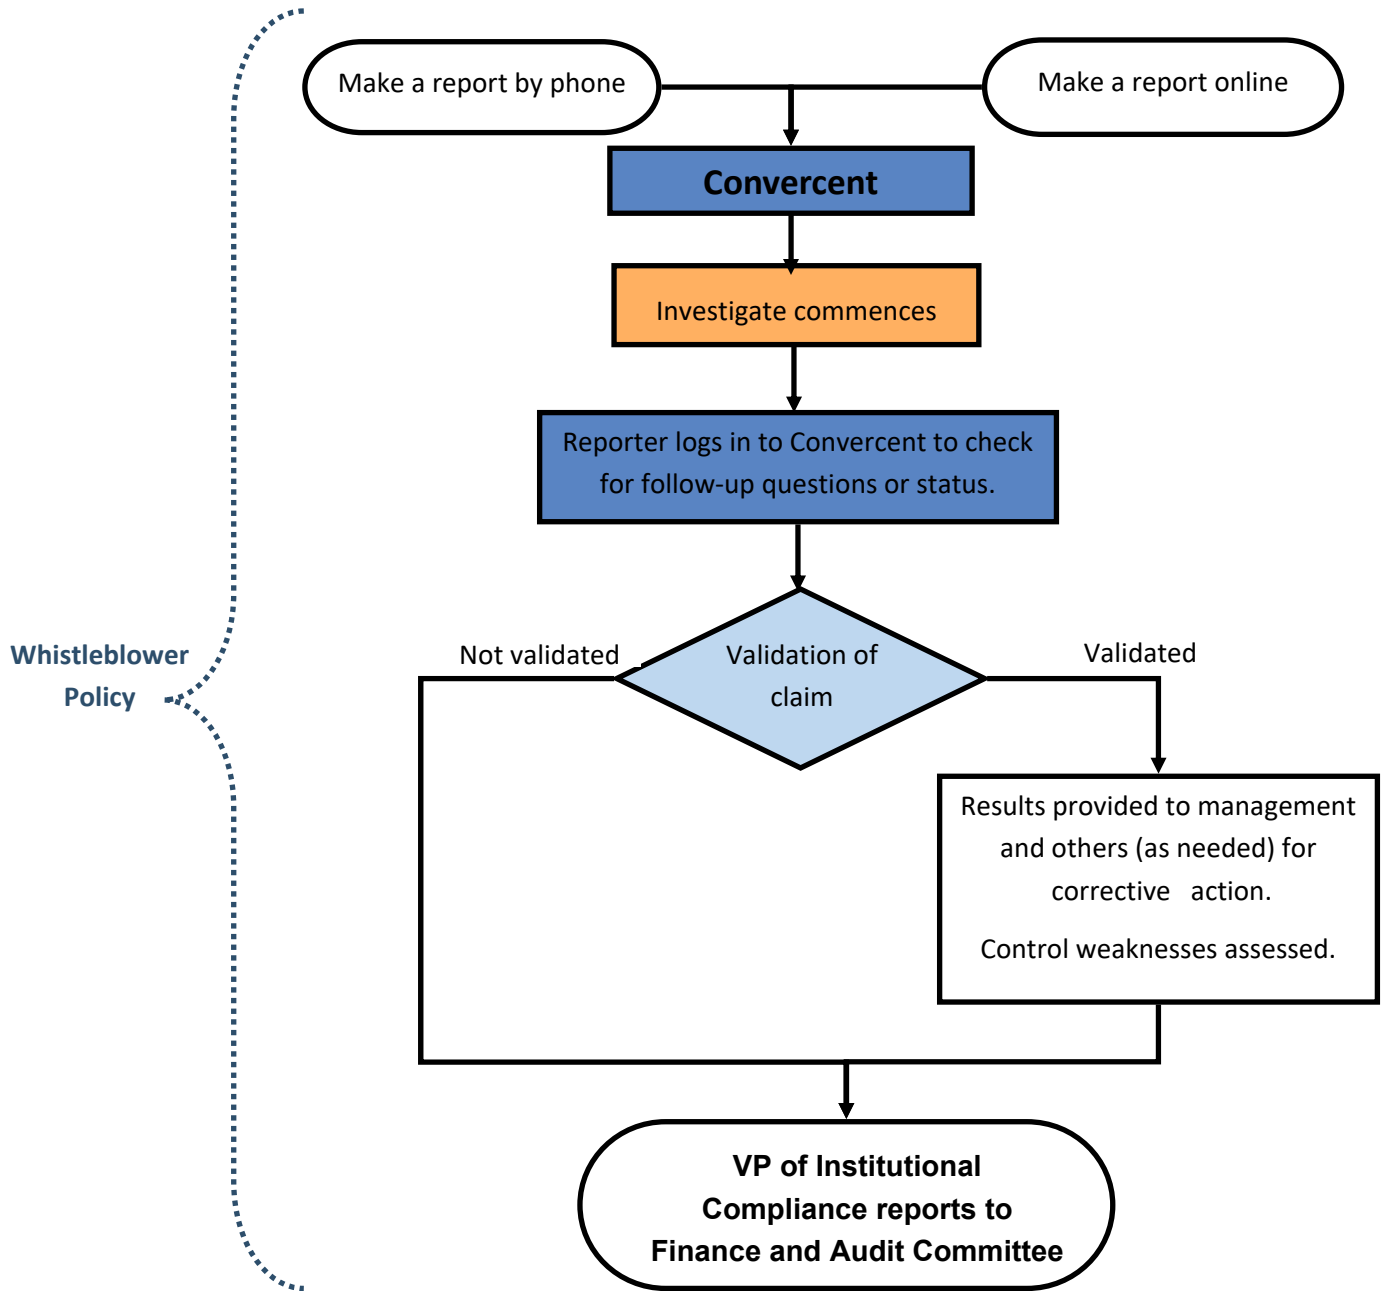 Make a report by phone
Make a report online
Convercent
Investigate commences
Reporter logs in to Convercent to check
for follow-up questions or status.
Whistleblower
Policy
Not validated
Validation of
claim
Validated
Results provided to management
and others (as needed) for
corrective action.
Control weaknesses assessed.
VP of Institutional
Compliance reports to
Finance and Audit Committee